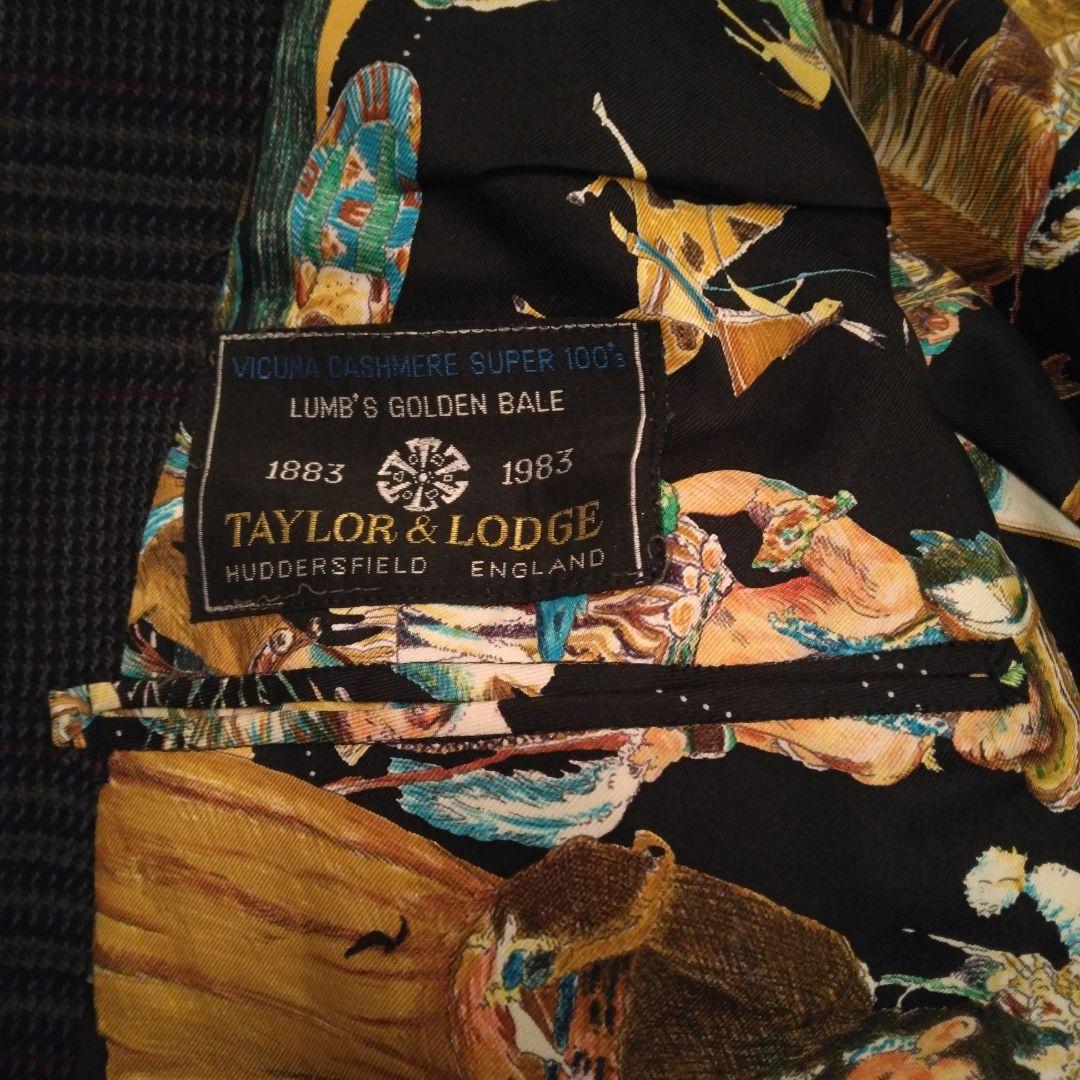 VICUNA CASHMERE SUPER 100's
LUMB'S GOLDEN BALE
1883 1983
TAYLOR & LODGE
HUDDERSFIELD ENGLAND